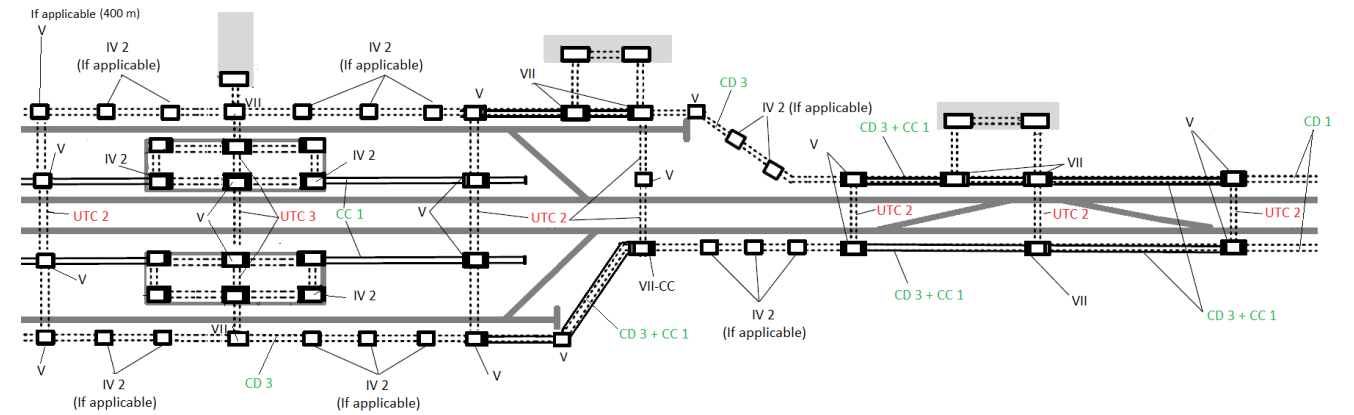 If applicable (400 m)
V
IV 2
(If applicable)
IV 2
(If applicable)
VII
V
VII
V
CD 3
IV 2 (If applicable)
CD 3 + CC 1
V
CD 1
V
IV 2
IV 2
V
VII
UTC 2
V
UTC 3
CC 1
V
UTC 2
UTC 2
UTC 2
UTC 2
V
IV 2
VII-CC
CD 3 + CC 1
VII
IV 2
(If applicable)
CD 3 + CC 1
VII
CD 3 + CC 1
V
V
IV 2
(If applicable)
CD 3
IV 2
(If applicable)
V